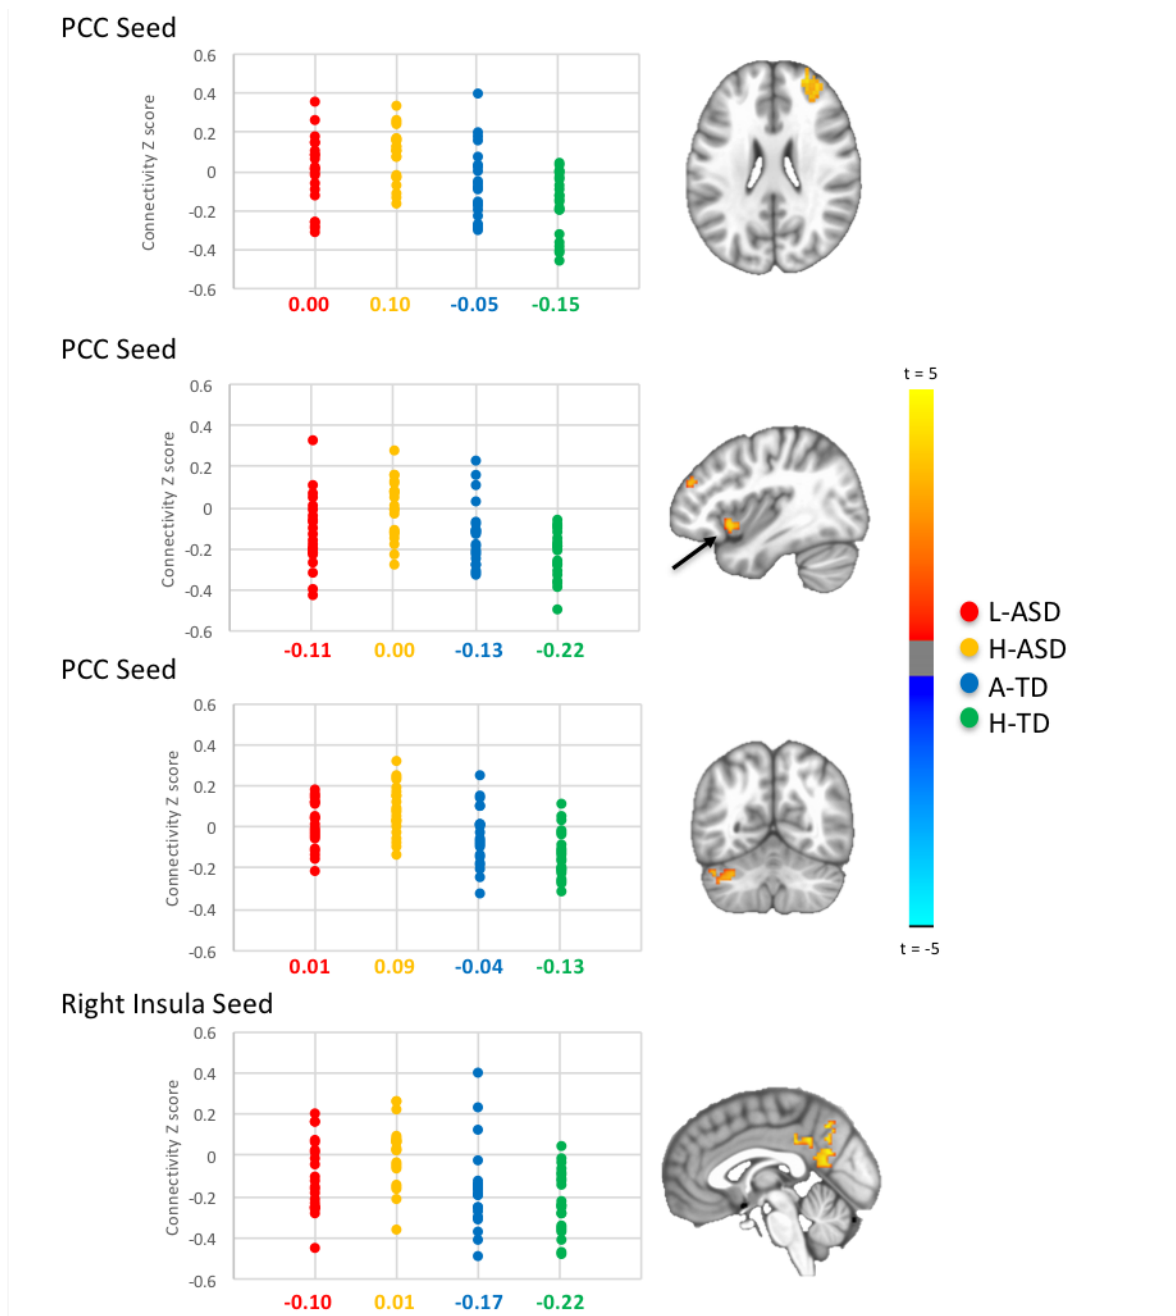 PCC Seed
Connectivity Z score
0.6
0.4
0.2
0
-0.2
-0.4
-0.6
0.00 0.10 -0.05 -0.15
PCC Seed
Connectivity Z score
0.6
0.4
0.2
0
-0.2
-0.4
-0.6
-0.11 0.00 -0.13 -0.22
t = 5
L-ASD
H-ASD
A-TD
H-TD
t = -5
PCC Seed
Connectivity Z score
0.6
0.4
0.2
0
-0.2
-0.4
-0.6
0.01 0.09 -0.04 -0.13
Right Insula Seed
Connectivity Z score
0.6
0.4
0.2
0
-0.2
-0.4
-0.6
-0.10 0.01 -0.17 -0.22